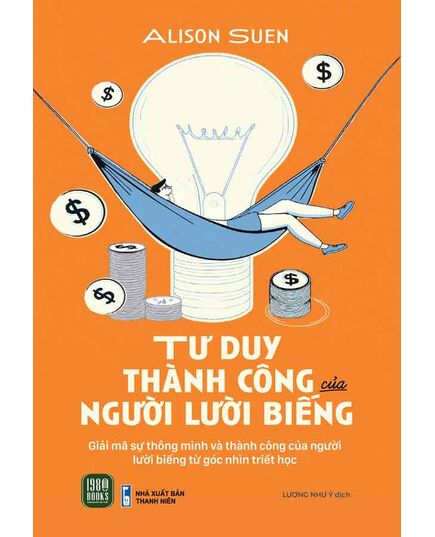 ALISON SUEN
$
$
$
$
$
TƯ DUY
THÀNH CÔNG của
NGƯỜI LƯỜI BIẾNG
Giải mã sự thông minh và thành công của người
lười biếng từ góc nhìn triết học
1980
BOOKS
NHÀ XUẤT BẢN
THANH NIÊN
LƯƠNG NHƯ Ý dịch